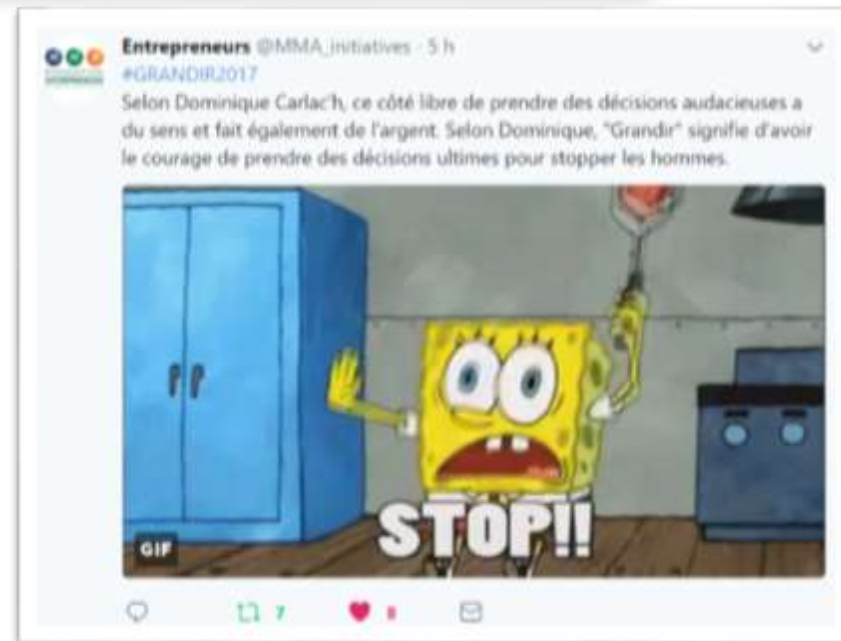 Entrepreneurs @MMA_initiatives · 5 h
#GRANDIR2017
Selon Dominique Carlac'h, ce côté libre de prendre des décisions audacieuses a
du sens et fait également de l'argent. Selon Dominique, "Grandir" signifie d'avoir
le courage de prendre des décisions ultimes pour stopper les hommes.
STOP!!
GIF
7
8